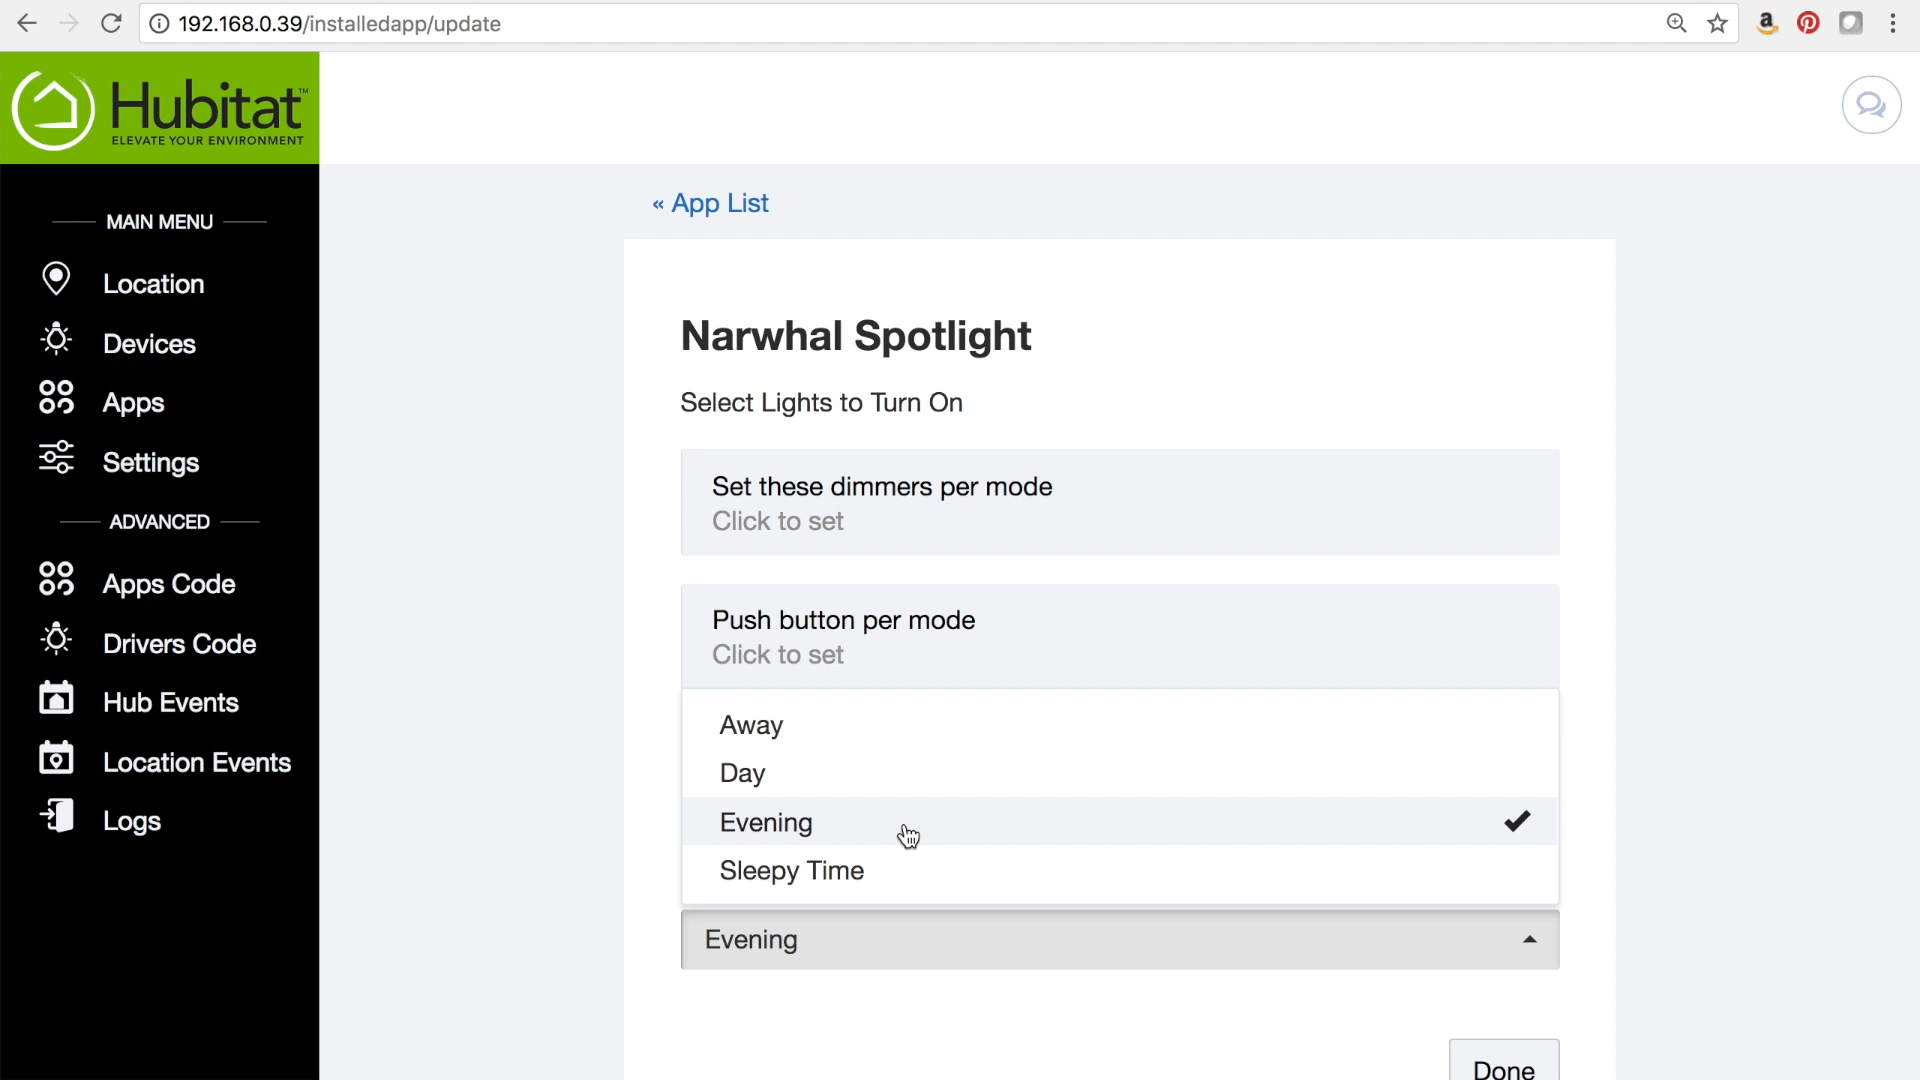 192.168.0.39/installedapp/update
Hubitat™
ELEVATE YOUR ENVIRONMENT
MAIN MENU
Location
Devices
Apps
Settings
ADVANCED
Apps Code
Drivers Code
Hub Events
Location Events
Logs
« App List
Narwhal Spotlight
Select Lights to Turn On
Set these dimmers per mode
Click to set
Push button per mode
Click to set
Away
Day
Evening
Sleepy Time
Evening
Done